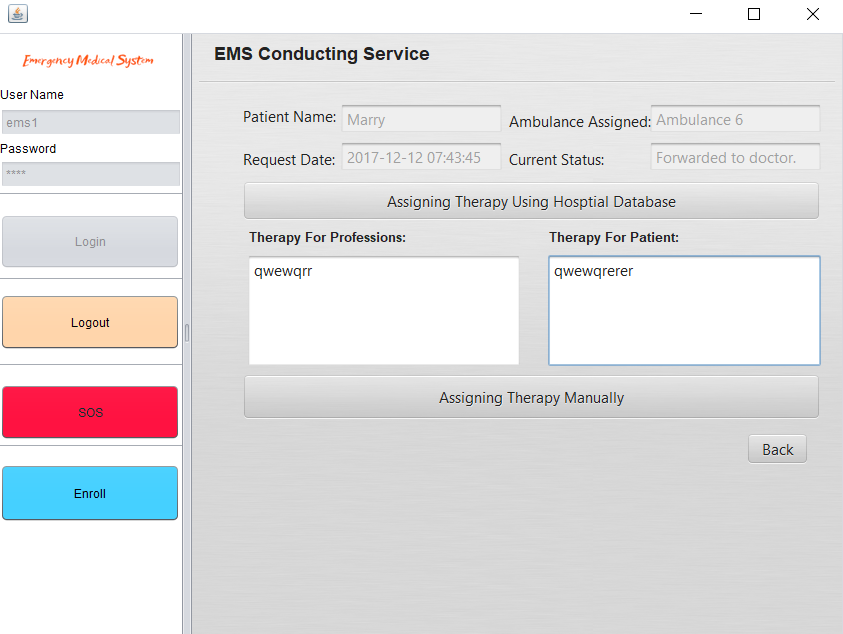 Emergency Medical System
User Name
ems1
Password
****
Login
Logout
SOS
Enroll
EMS Conducting Service
Patient Name: Marry Ambulance Assigned: Ambulance 6
Request Date: 2017-12-12 07:43:45 Current Status: Forwarded to doctor.
Assigning Therapy Using Hosptial Database
Therapy For Professions: Therapy For Patient:
qwewqrr qwewqrerer
Assigning Therapy Manually
Back